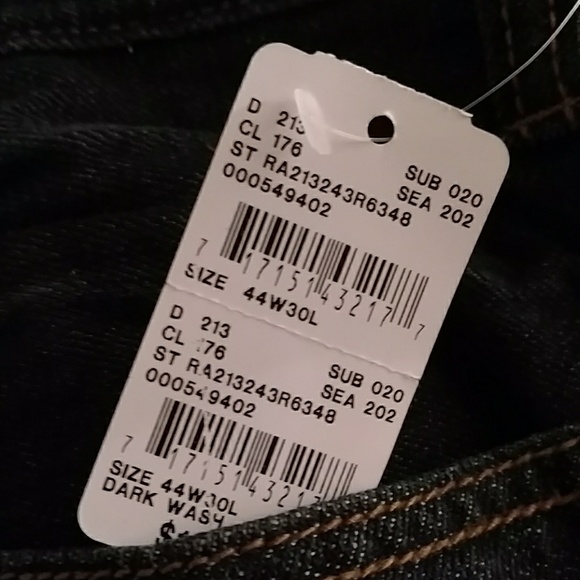 D 213
CL 176 SUB 020
ST RA213243R6348 SEA 202
000549402
7 17151 43217 7
SIZE 44W30L
D 213
CL 176 SUB 020
ST RA213243R6348 SEA 202
000549402
7 17151 43217
SIZE 44W30L
DARK WASH
$